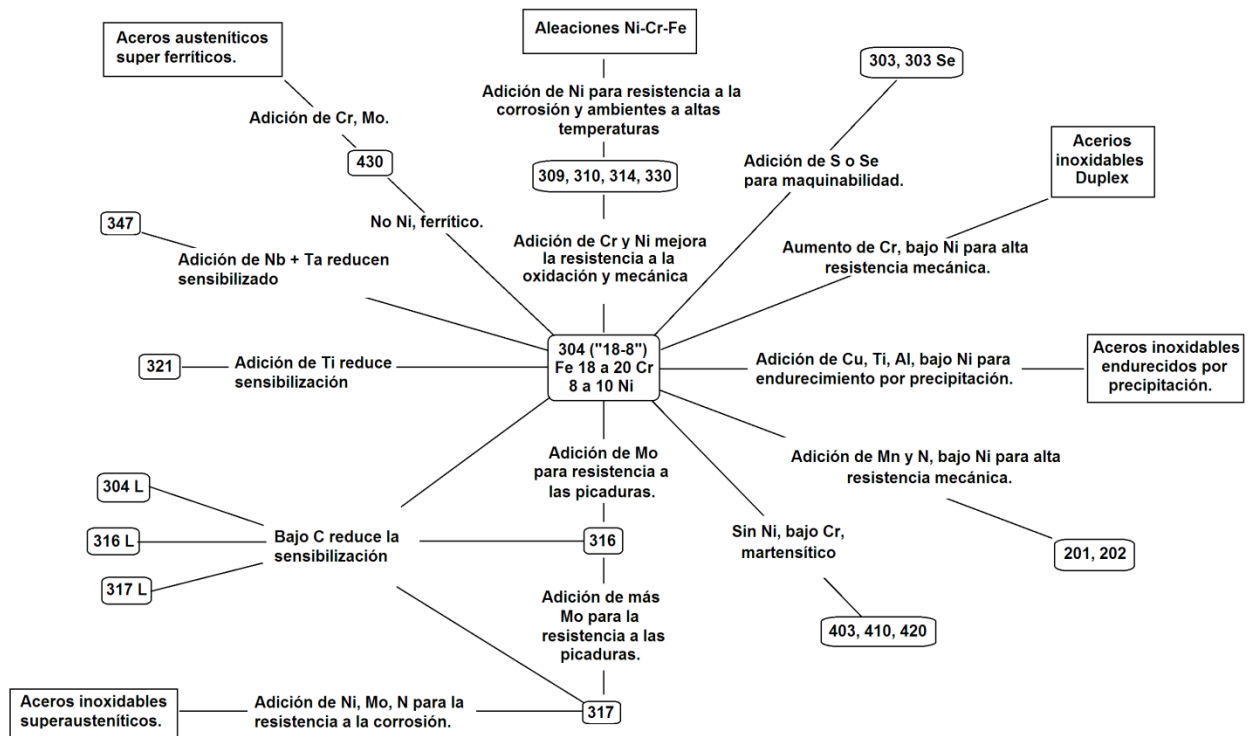 Aceros austeníticos
super ferríticos.
Aleaciones Ni-Cr-Fe
303, 303 Se
Adición de Cr, Mo.
Adición de Ni para resistencia a la
corrosión y ambientes a altas
temperaturas
430
309, 310, 314, 330
Adición de S o Se
para maquinabilidad.
Acerios
inoxidables
Duplex
347
No Ni, ferrítico.
Adición de Nb + Ta reducen
sensibilizado
Adición de Cr y Ni mejora
la resistencia a la
oxidación y mecánica
Aumento de Cr, bajo Ni para alta
resistencia mecánica.
321
Adición de Ti reduce
sensibilización
304 ("18-8")
Fe 18 a 20 Cr
8 a 10 Ni
Adición de Cu, Ti, Al, bajo Ni para
endurecimiento por precipitación.
Aceros inoxidables
endurecidos por
precipitación.
Adición de Mo
para resistencia a
las picaduras.
Adición de Mn y N, bajo Ni para alta
resistencia mecánica.
304 L
316 L
317 L
Bajo C reduce la
sensibilización
316
Sin Ni, bajo Cr,
martensítico
201, 202
Adición de más
Mo para la
resistencia a las
picaduras.
403, 410, 420
Aceros inoxidables
superausteníticos.
Adición de Ni, Mo, N para la
resistencia a la corrosión.
317